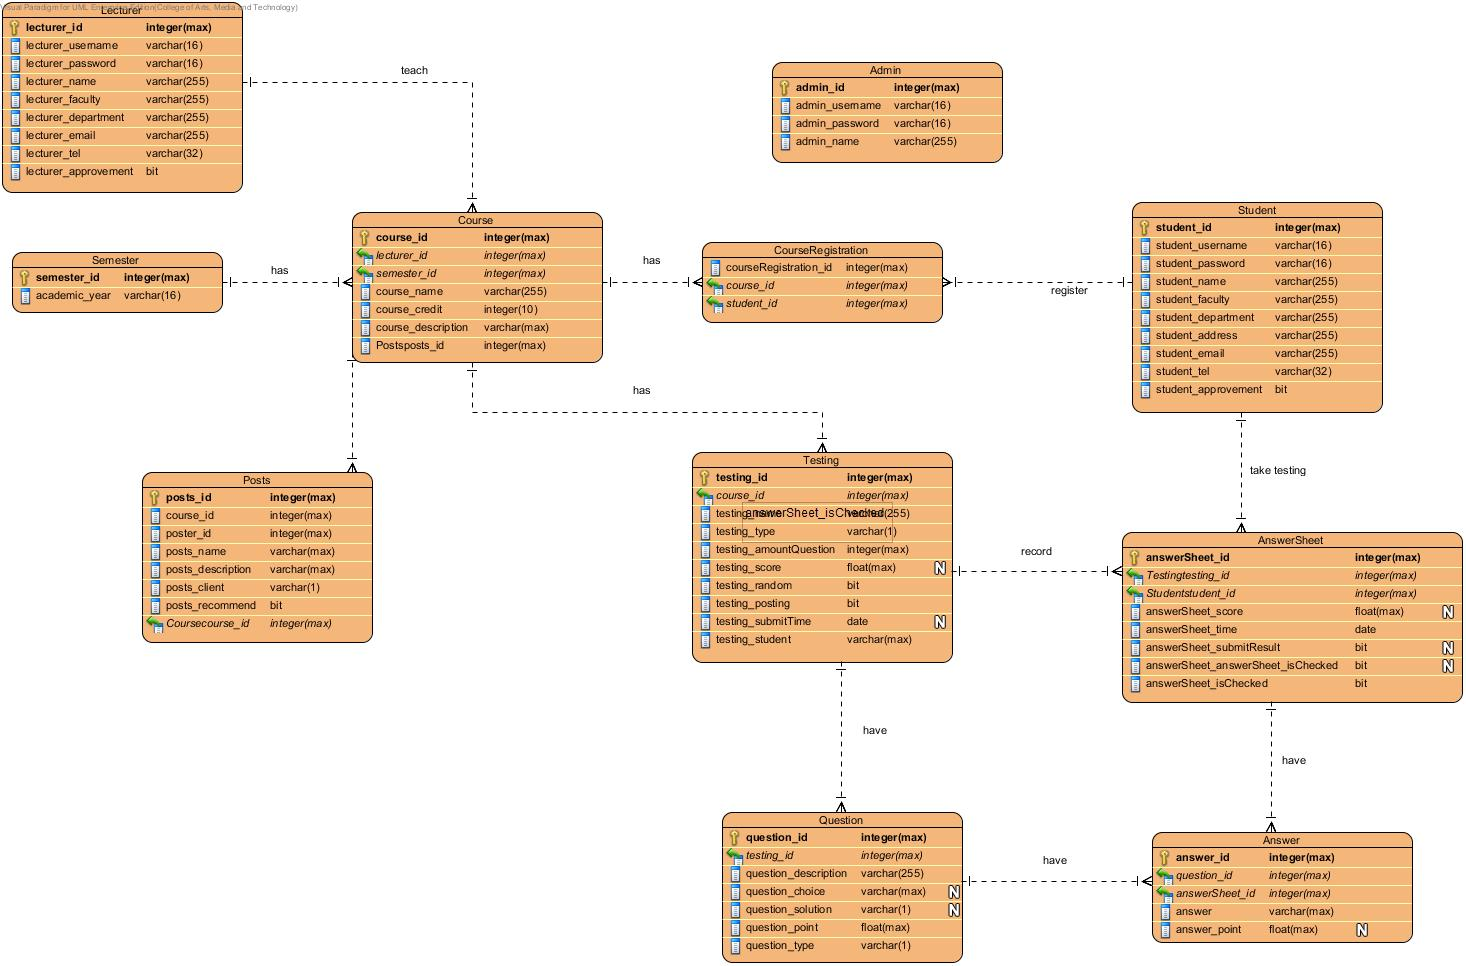 Visual Paradigm for UML Enterprise Edition(College of Arts, Media and Technology)
Lecturer
lecturer_id integer(max)
lecturer_username varchar(16)
lecturer_password varchar(16)
lecturer_name varchar(255)
lecturer_faculty varchar(255)
lecturer_department varchar(255)
lecturer_email varchar(255)
lecturer_tel varchar(32)
lecturer_approvement bit
teach
Admin
admin_id integer(max)
admin_username varchar(16)
admin_password varchar(16)
admin_name varchar(255)
Semester
semester_id integer(max)
academic_year varchar(16)
has
Course
course_id integer(max)
lecturer_id integer(max)
semester_id integer(max)
course_name varchar(255)
course_credit integer(10)
course_description varchar(max)
Postsposts_id integer(max)
has
CourseRegistration
courseRegistration_id integer(max)
course_id integer(max)
student_id integer(max)
register
Student
student_id integer(max)
student_username varchar(16)
student_password varchar(16)
student_name varchar(255)
student_faculty varchar(255)
student_department varchar(255)
student_address varchar(255)
student_email varchar(255)
student_tel varchar(32)
student_approvement bit
has
take testing
Posts
posts_id integer(max)
course_id integer(max)
poster_id integer(max)
posts_name varchar(max)
posts_description varchar(max)
posts_client varchar(1)
posts_recommend bit
Coursecourse_id integer(max)
Testing
testing_id integer(max)
course_id integer(max)
answerSheet_isChecked
testing_type varchar(1)
testing_amountQuestion integer(max)
testing_score float(max) N
testing_random bit
testing_posting bit
testing_submitTime date N
testing_student varchar(max)
record
AnswerSheet
answerSheet_id integer(max)
Testingtesting_id integer(max)
Studentstudent_id integer(max)
answerSheet_score float(max) N
answerSheet_time date
answerSheet_submitResult bit N
answerSheet_answerSheet_isChecked bit N
answerSheet_isChecked bit
have
have
Question
question_id integer(max)
testing_id integer(max)
question_description varchar(255)
question_choice varchar(max) N
question_solution varchar(1) N
question_point float(max)
question_type varchar(1)
have
Answer
answer_id integer(max)
question_id integer(max)
answerSheet_id integer(max)
answer varchar(max)
answer_point float(max) N